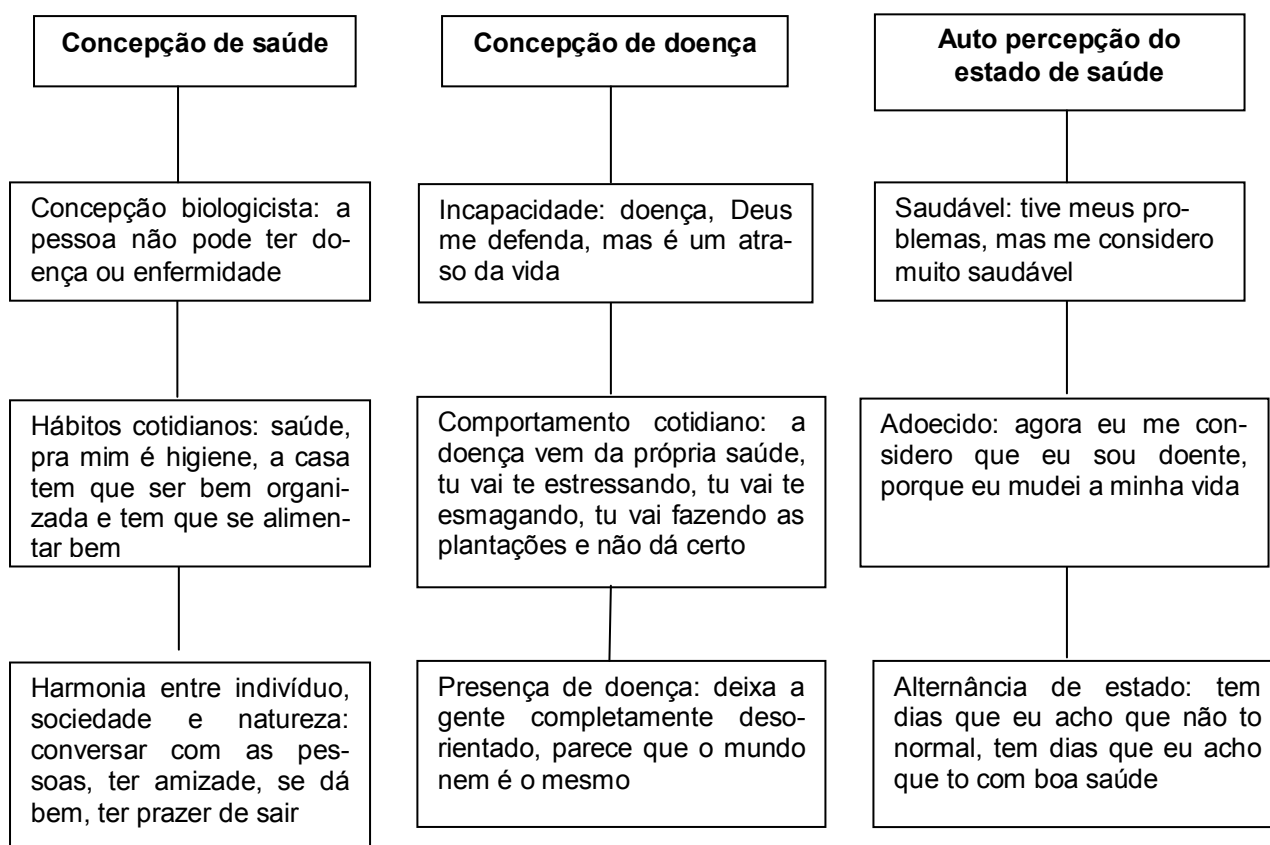 Concepção de saúde
Concepção biologicista: a
pessoa não pode ter do-
ença ou enfermidade
Hábitos cotidianos: saúde,
pra mim é higiene, a casa
tem que ser bem organi-
zada e tem que se alimen-
tar bem
Harmonia entre indivíduo,
sociedade e natureza:
conversar com as pes-
soas, ter amizade, se dá
bem, ter prazer de sair
Concepção de doença
Incapacidade: doença, Deus
me defenda, mas é um atra-
so da vida
Comportamento cotidiano: a
doença vem da própria saúde,
tu vai te estressando, tu vai te
esmagando, tu vai fazendo as
plantações e não dá certo
Presença de doença: deixa a
gente completamente deso-
rientado, parece que o mundo
nem é o mesmo
Auto percepção do
estado de saúde
Saudável: tive meus pro-
blemas, mas me considero
muito saudável
Adoecido: agora eu me con-
sidero que eu sou doente,
porque eu mudei a minha vida
Alternância de estado: tem
dias que eu acho que não to
normal, tem dias que eu acho
que to com boa saúde